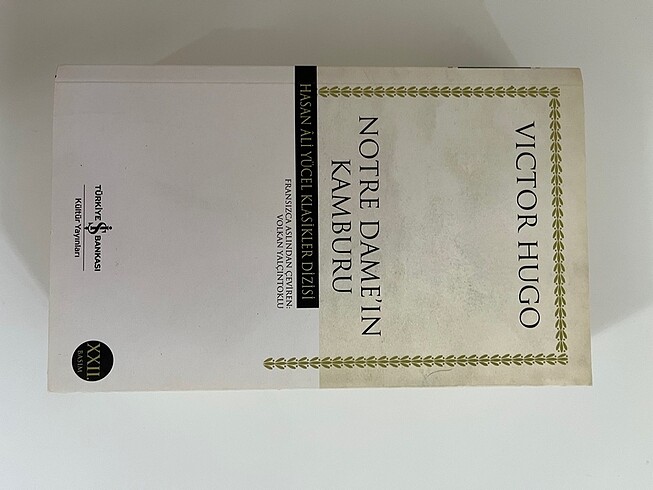 VICTOR HUGO
NOTRE DAME'IN
KAMBURU
HASAN ÂLİ YÜCEL KLASİKLER DİZİSİ
FRANSIZCA ASLINDAN ÇEVİREN:
VOLKAN YALÇINTOKLU
TÜRKİYE İŞ BANKASI
Kültür Yayınları
XXII.
BASIM